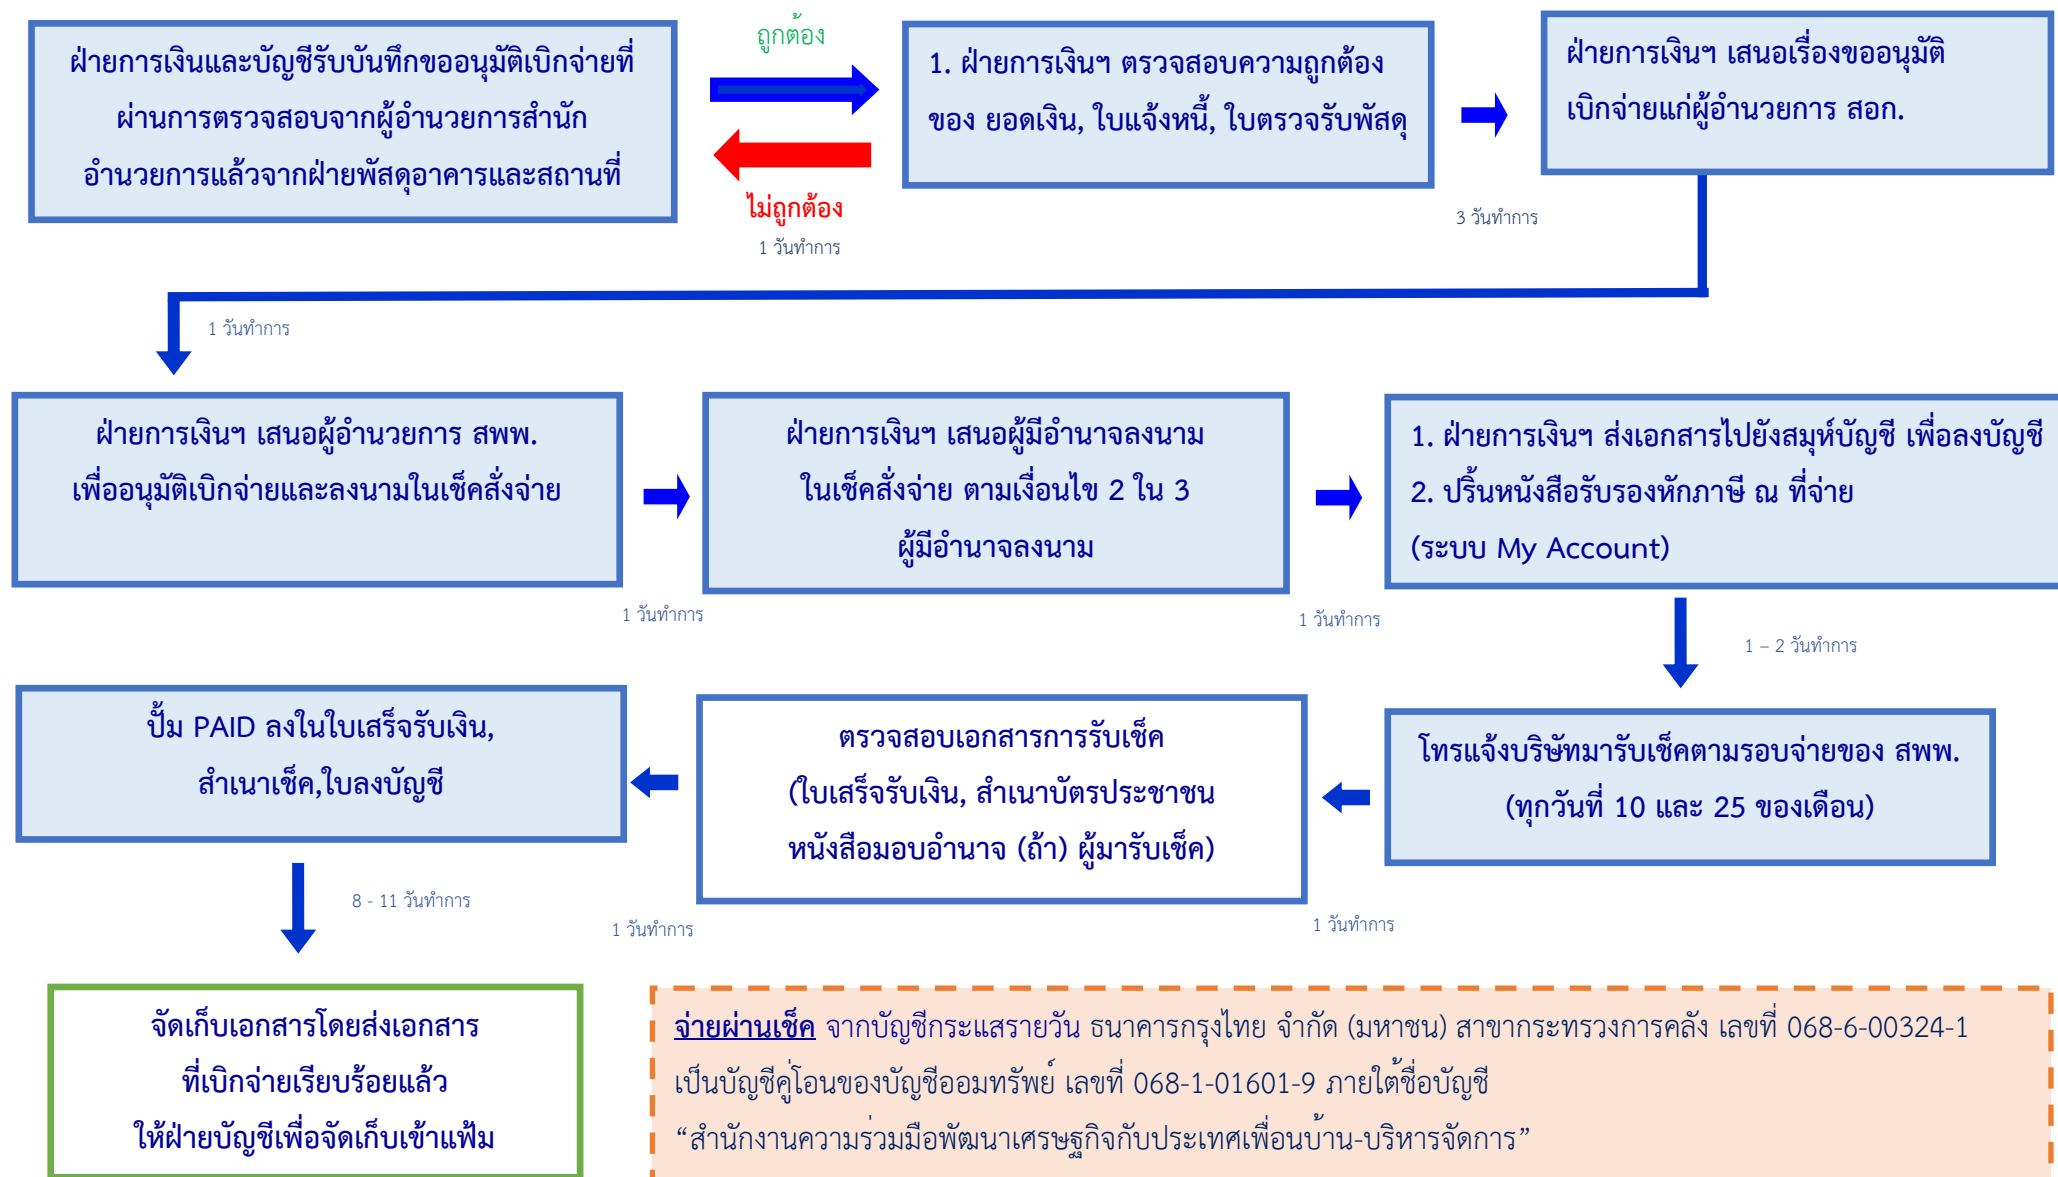 ฝ่ายการเงินและบัญชีรับบันทึกขออนุมัติเบิกจ่ายที่
ผ่านการตรวจสอบจากผู้อำนวยการสำนัก
อำนวยการแล้วจากฝ่ายพัสดุอาคารและสถานที่
ถูกต้อง
ไม่ถูกต้อง
1 วันทำการ
1. ฝ่ายการเงินฯ ตรวจสอบความถูกต้อง
ของ ยอดเงิน, ใบแจ้งหนี้, ใบตรวจรับพัสดุ
3 วันทำการ
ฝ่ายการเงินฯ เสนอเรื่องขออนุมัติ
เบิกจ่ายแก่ผู้อำนวยการ สอก.
1 วันทำการ
ฝ่ายการเงินฯ เสนอผู้อำนวยการ สพพ.
เพื่ออนุมัติเบิกจ่ายและลงนามในเช็คสั่งจ่าย
1 วันทำการ
ฝ่ายการเงินฯ เสนอผู้มีอำนาจลงนาม
ในเช็คสั่งจ่าย ตามเงื่อนไข 2 ใน 3
ผู้มีอำนาจลงนาม
1 วันทำการ
1. ฝ่ายการเงินฯ ส่งเอกสารไปยังสมุห์บัญชี เพื่อลงบัญชี
2. ปริ้นหนังสือรับรองหักภาษี ณ ที่จ่าย
(ระบบ My Account)
1 – 2 วันทำการ
โทรแจ้งบริษัทมารับเช็คตามรอบจ่ายของ สพพ.
(ทุกวันที่ 10 และ 25 ของเดือน)
1 วันทำการ
ตรวจสอบเอกสารการรับเช็ค
(ใบเสร็จรับเงิน, สำเนาบัตรประชาชน
หนังสือมอบอำนาจ (ถ้า) ผู้มารับเช็ค)
1 วันทำการ
ปั้ม PAID ลงในใบเสร็จรับเงิน,
สำเนาเช็ค,ใบลงบัญชี
8 - 11 วันทำการ
จัดเก็บเอกสารโดยส่งเอกสาร
ที่เบิกจ่ายเรียบร้อยแล้ว
ให้ฝ่ายบัญชีเพื่อจัดเก็บเข้าแฟ้ม
จ่ายผ่านเช็ค จากบัญชีกระแสรายวัน ธนาคารกรุงไทย จำกัด (มหาชน) สาขากระทรวงการคลัง เลขที่ 068-6-00324-1
เป็นบัญชีคู่โอนของบัญชีออมทรัพย์ เลขที่ 068-1-01601-9 ภายใต้ชื่อบัญชี
“สำนักงานความร่วมมือพัฒนาเศรษฐกิจกับประเทศเพื่อนบ้าน-บริหารจัดการ”